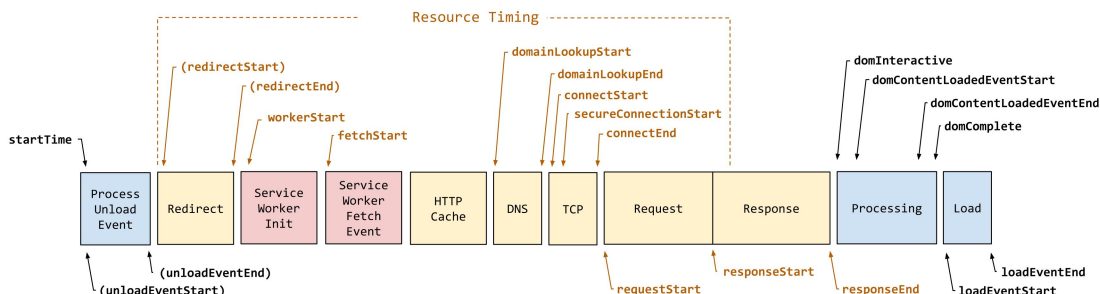 Resource Timing
domainLookupStart
(redirectStart)
domainLookupEnd
(redirectEnd)
connectStart
workerStart
secureConnectionStart
fetchStart
connectEnd
domInteractive
domContentLoadedEventStart
domContentLoadedEventEnd
domComplete
startTime
Process
Unload
Event
Redirect
Service
Worker
Init
Service
Worker
Fetch
Event
HTTP
Cache
DNS
TCP
Request
Response
Processing
Load
(unloadEventEnd)
(unloadEventStart)
responseStart
requestStart
responseEnd
loadEventEnd
loadEventStart